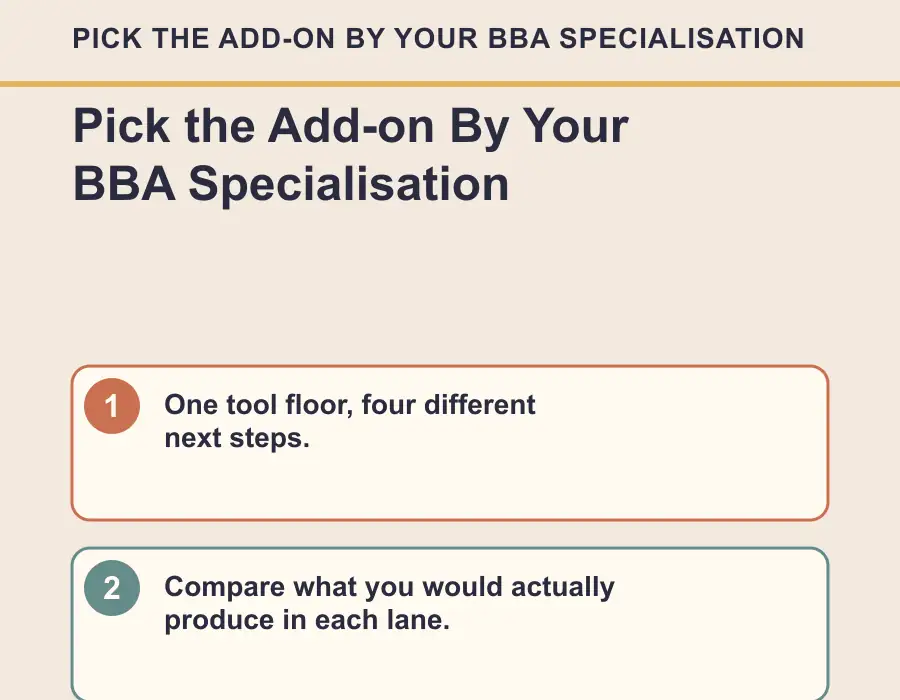 PICK THE ADD-ON BY YOUR BBA SPECIALISATION
Pick the Add-on By Your
BBA Specialisation
1
One tool floor, four different
next steps.
2
Compare what you would actually
produce in each lane.